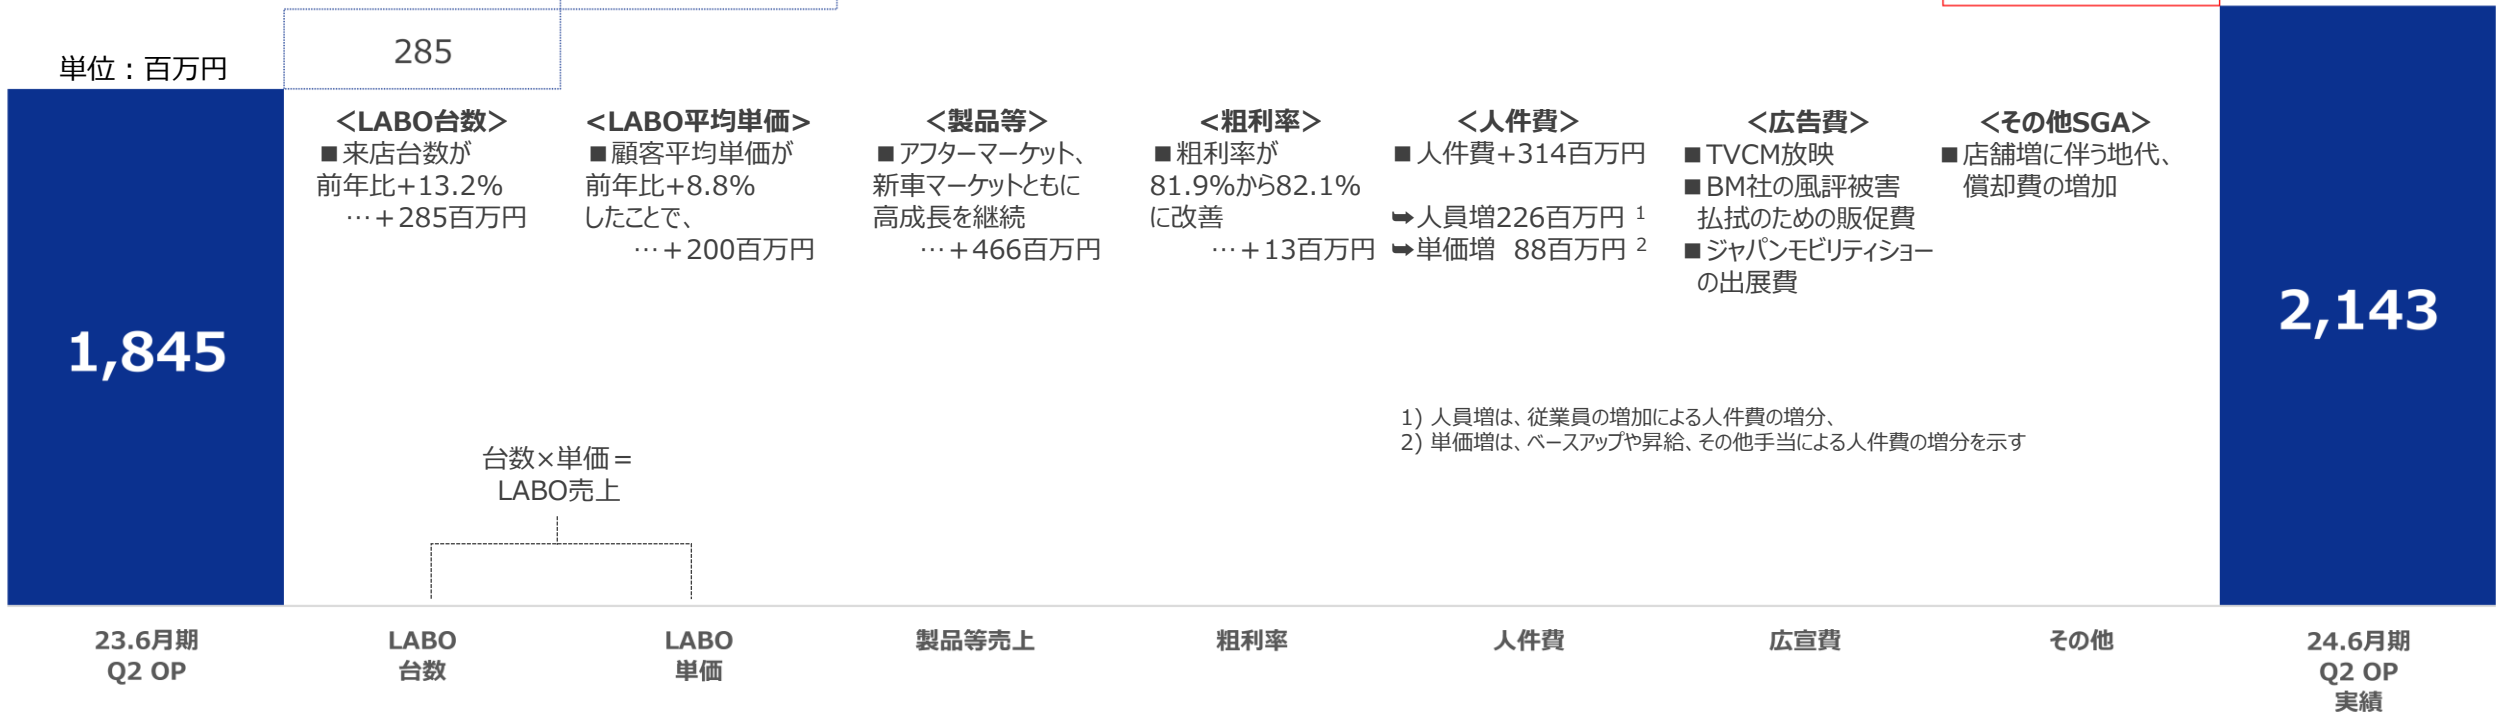 285
単位：百万円
＜LABO台数＞
■来店台数が
前年比+13.2%
…＋285百万円
<LABO平均単価>
■顧客平均単価が
前年比+8.8%
したことで、
…＋200百万円
＜製品等＞
■アフターマーケット、
新車マーケットともに
高成長を継続
…＋466百万円
<粗利率＞
■粗利率が
81.9%から82.1%
に改善
…＋13百万円
＜人件費＞
■人件費+314百万円
➥人員増226百万円 1
➥単価増 88百万円 2
＜広告費＞
■TVCM放映
■BM社の風評被害
払拭のための販促費
■ジャパンモビリティショー
の出展費
＜その他SGA＞
■店舗増に伴う地代、
償却費の増加
1,845
2,143
1) 人員増は、従業員の増加による人件費の増分、
2) 単価増は、ベースアップや昇給、その他手当による人件費の増分を示す
台数×単価＝
LABO売上
23.6月期
Q2 OP
LABO
台数
LABO
単価
製品等売上
粗利率
人件費
広宣費
その他
24.6月期
Q2 OP
実績